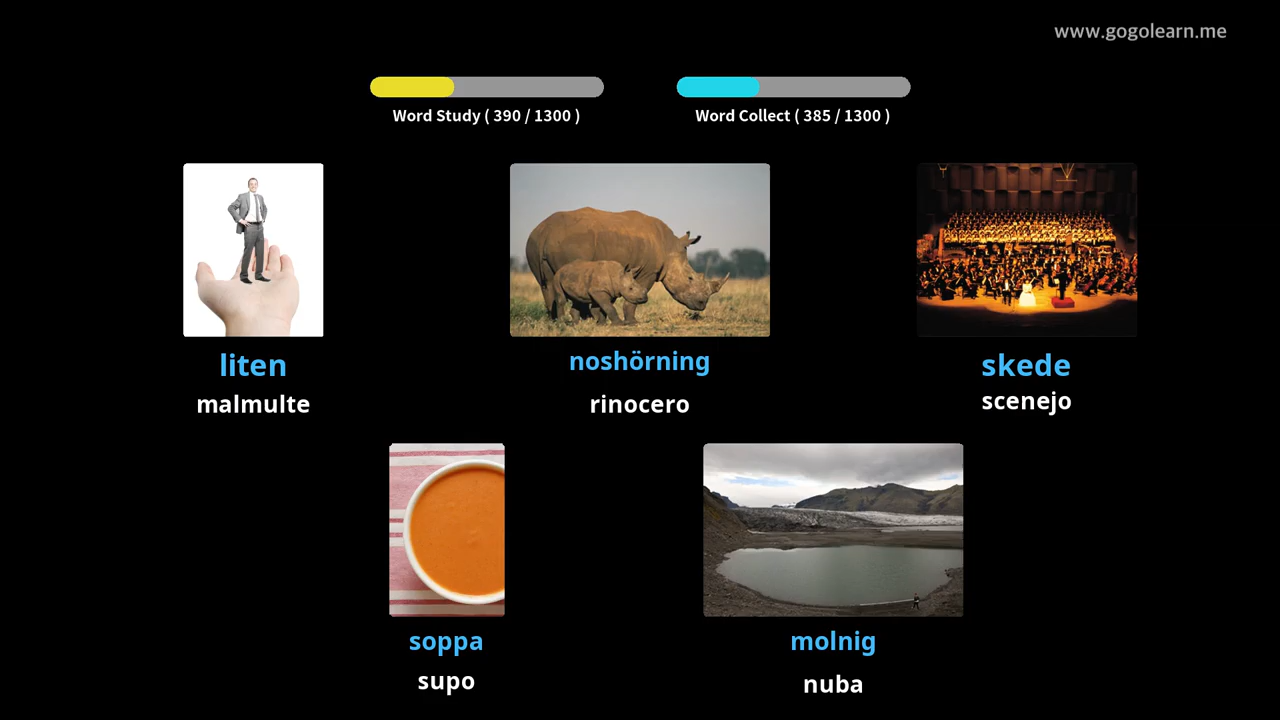 www.gogolearn.me
Word Study ( 390 / 1300 )
Word Collect ( 385 / 1300 )
liten
malmulte
noshörning
rinocero
skede
scenejo
soppa
supo
molnig
nuba